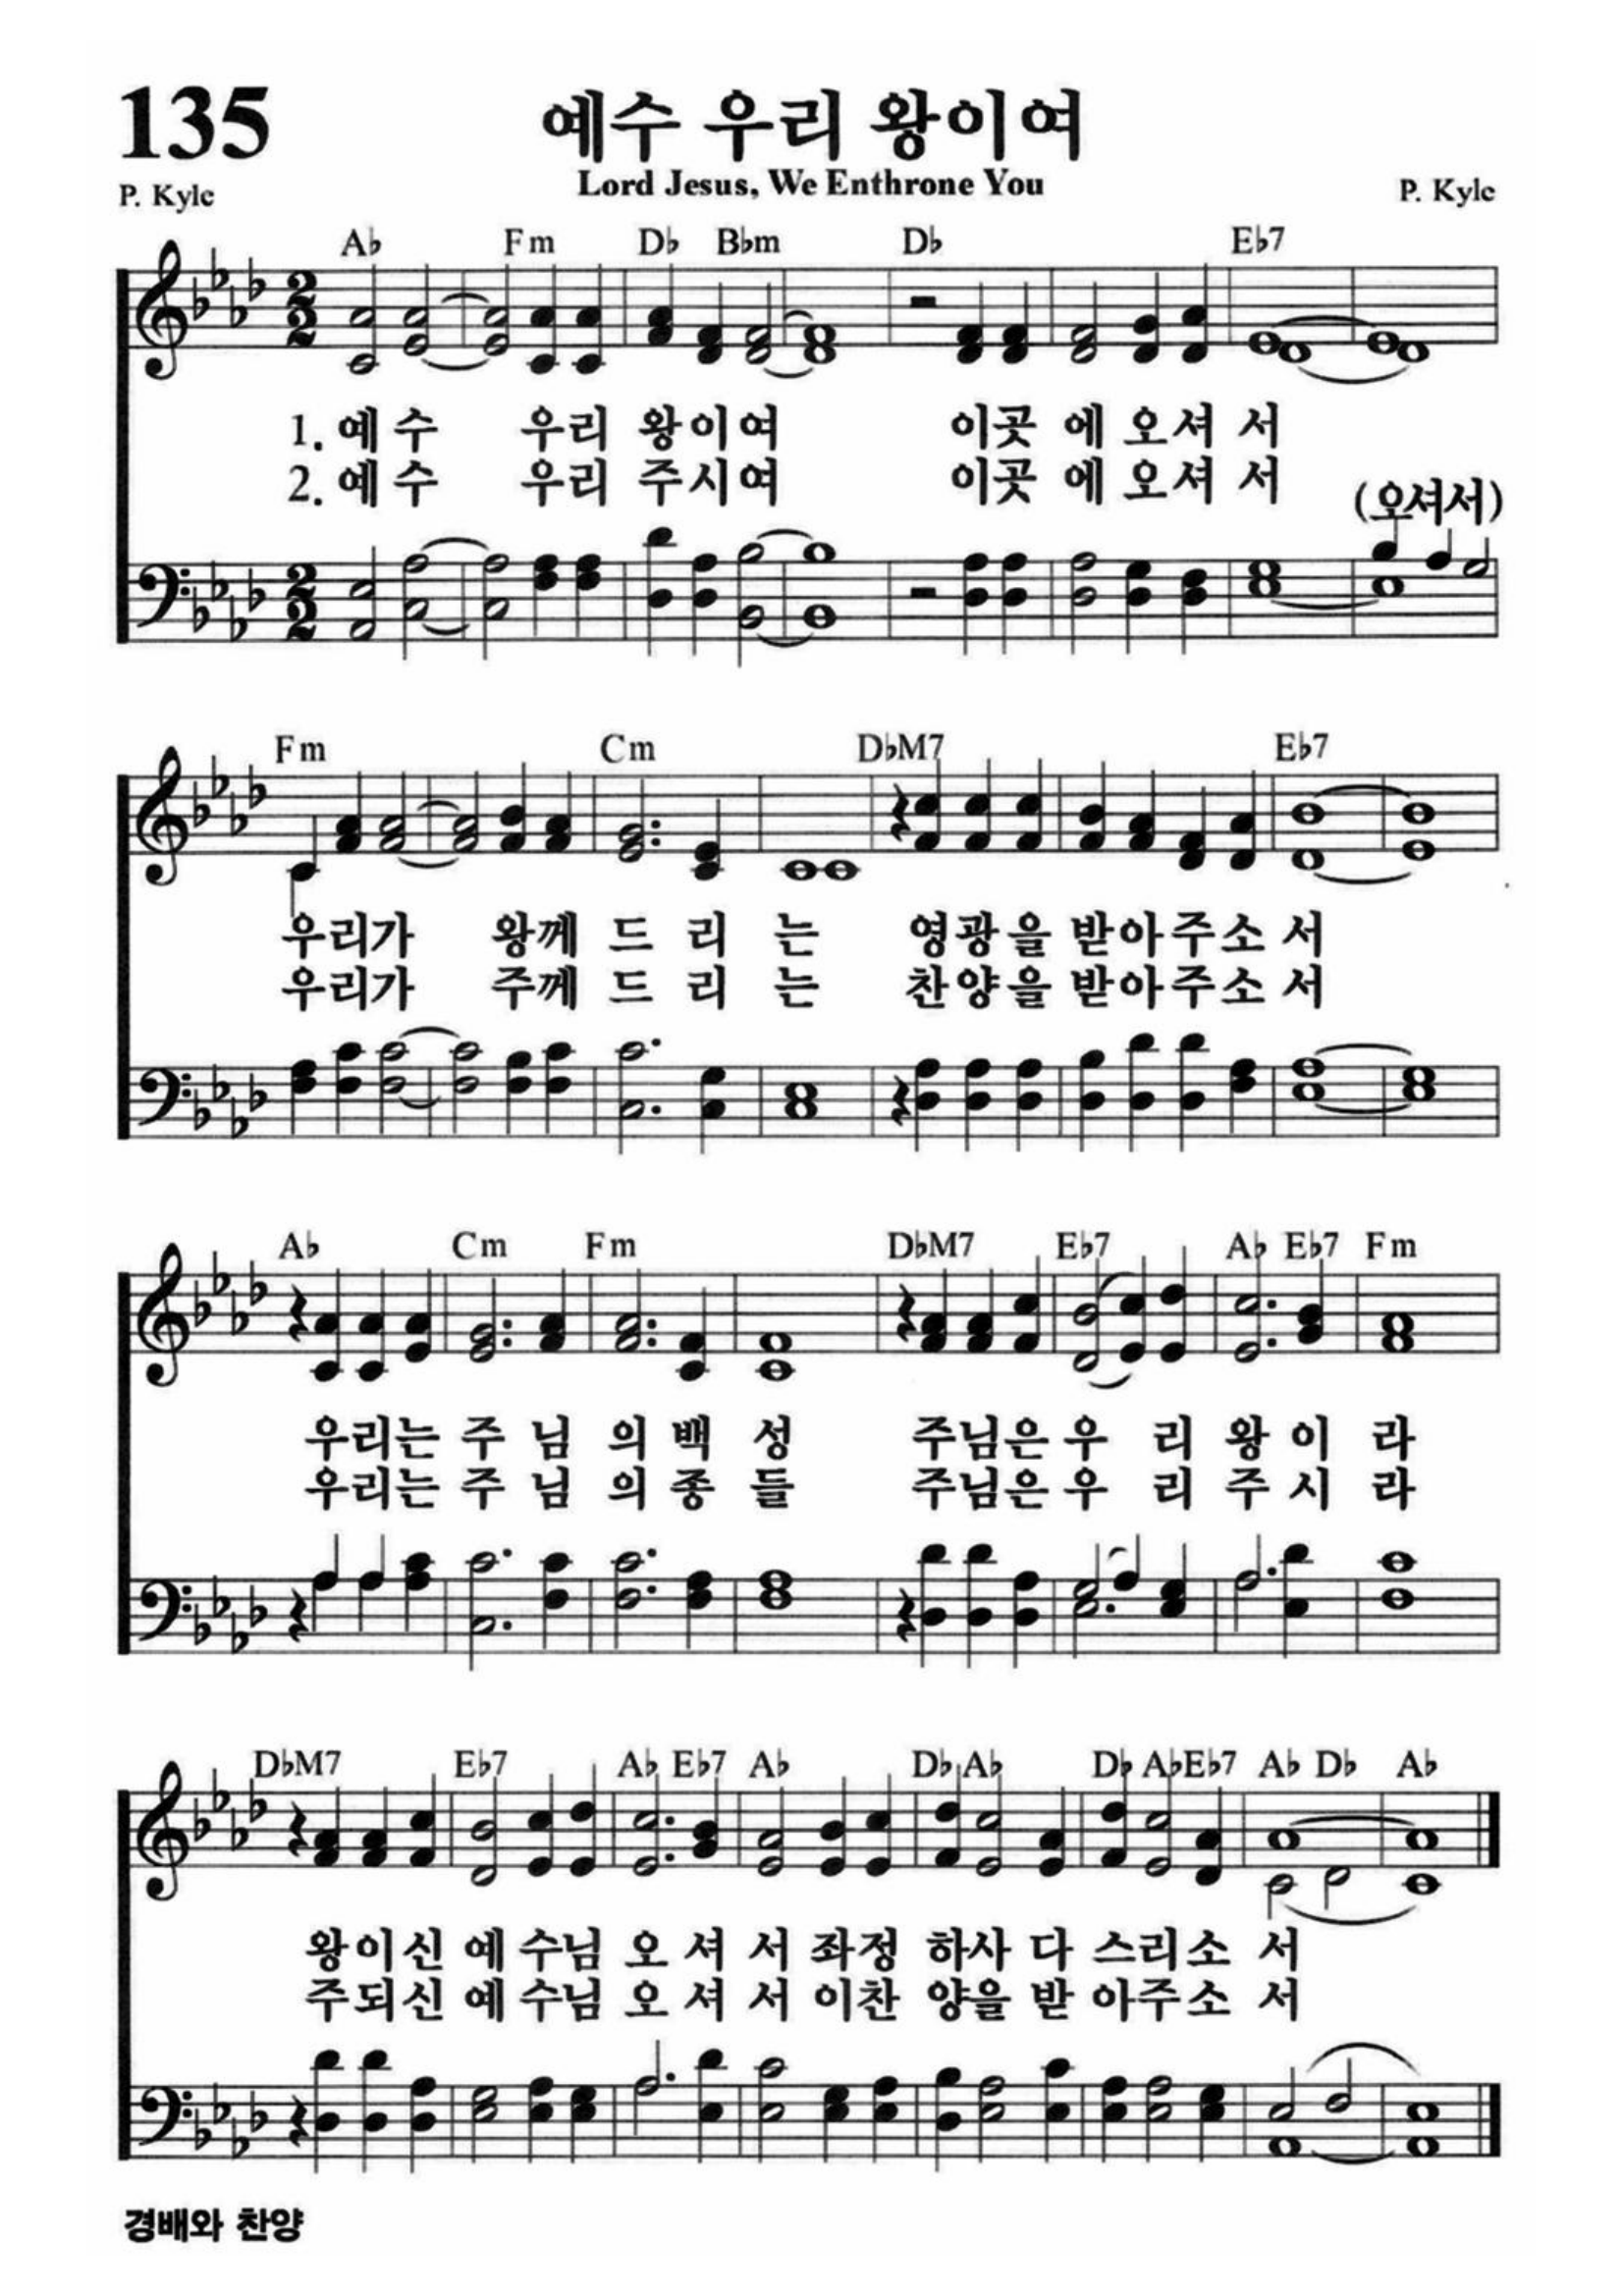 135
예수 우리 왕이여
Lord Jesus, We Enthrone You
P. Kyle
P. Kyle
A♭ Fm D♭ B♭m D♭ E♭7
1. 예수 우리 왕이여 이곳에 오셔서
2. 예수 우리 주시여 이곳에 오셔서
(오셔서)
Fm Cm D♭M7 E♭7
우리가 왕께 드리는 영광을 받아주소서
우리가 주께 드리는 찬양을 받아주소서
A♭ Cm Fm D♭M7 E♭7 A♭ E♭7 Fm
우리는 주님의 백성 주님은 우리 왕이라
우리는 주님의 종들 주님은 우리 주시라
D♭M7 E♭7 A♭ E♭7 A♭ D♭ A♭ D♭ A♭ E♭7 A♭ D♭ A♭
왕이신 예수님 오셔서 좌정하사 다스리소서
주되신 예수님 오셔서 이찬양을 받아주소서
경배와 찬양